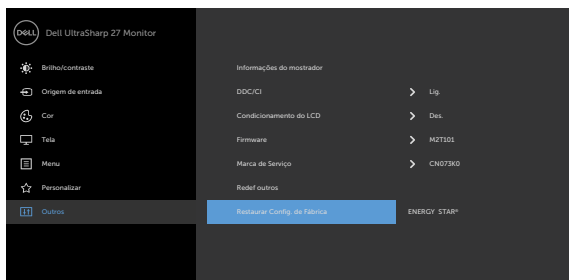 DELL Dell UltraSharp 27 Monitor
Brilho/contraste
Origem de entrada
Cor
Tela
Menu
Personalizar
Outros
Informações do mostrador
DDC/CI Lig.
Condicionamento do LCD Des.
Firmware M2T101
Marca de Serviço CN073K0
Redef outros
Restaurar Config. de Fábrica ENERGY STAR®